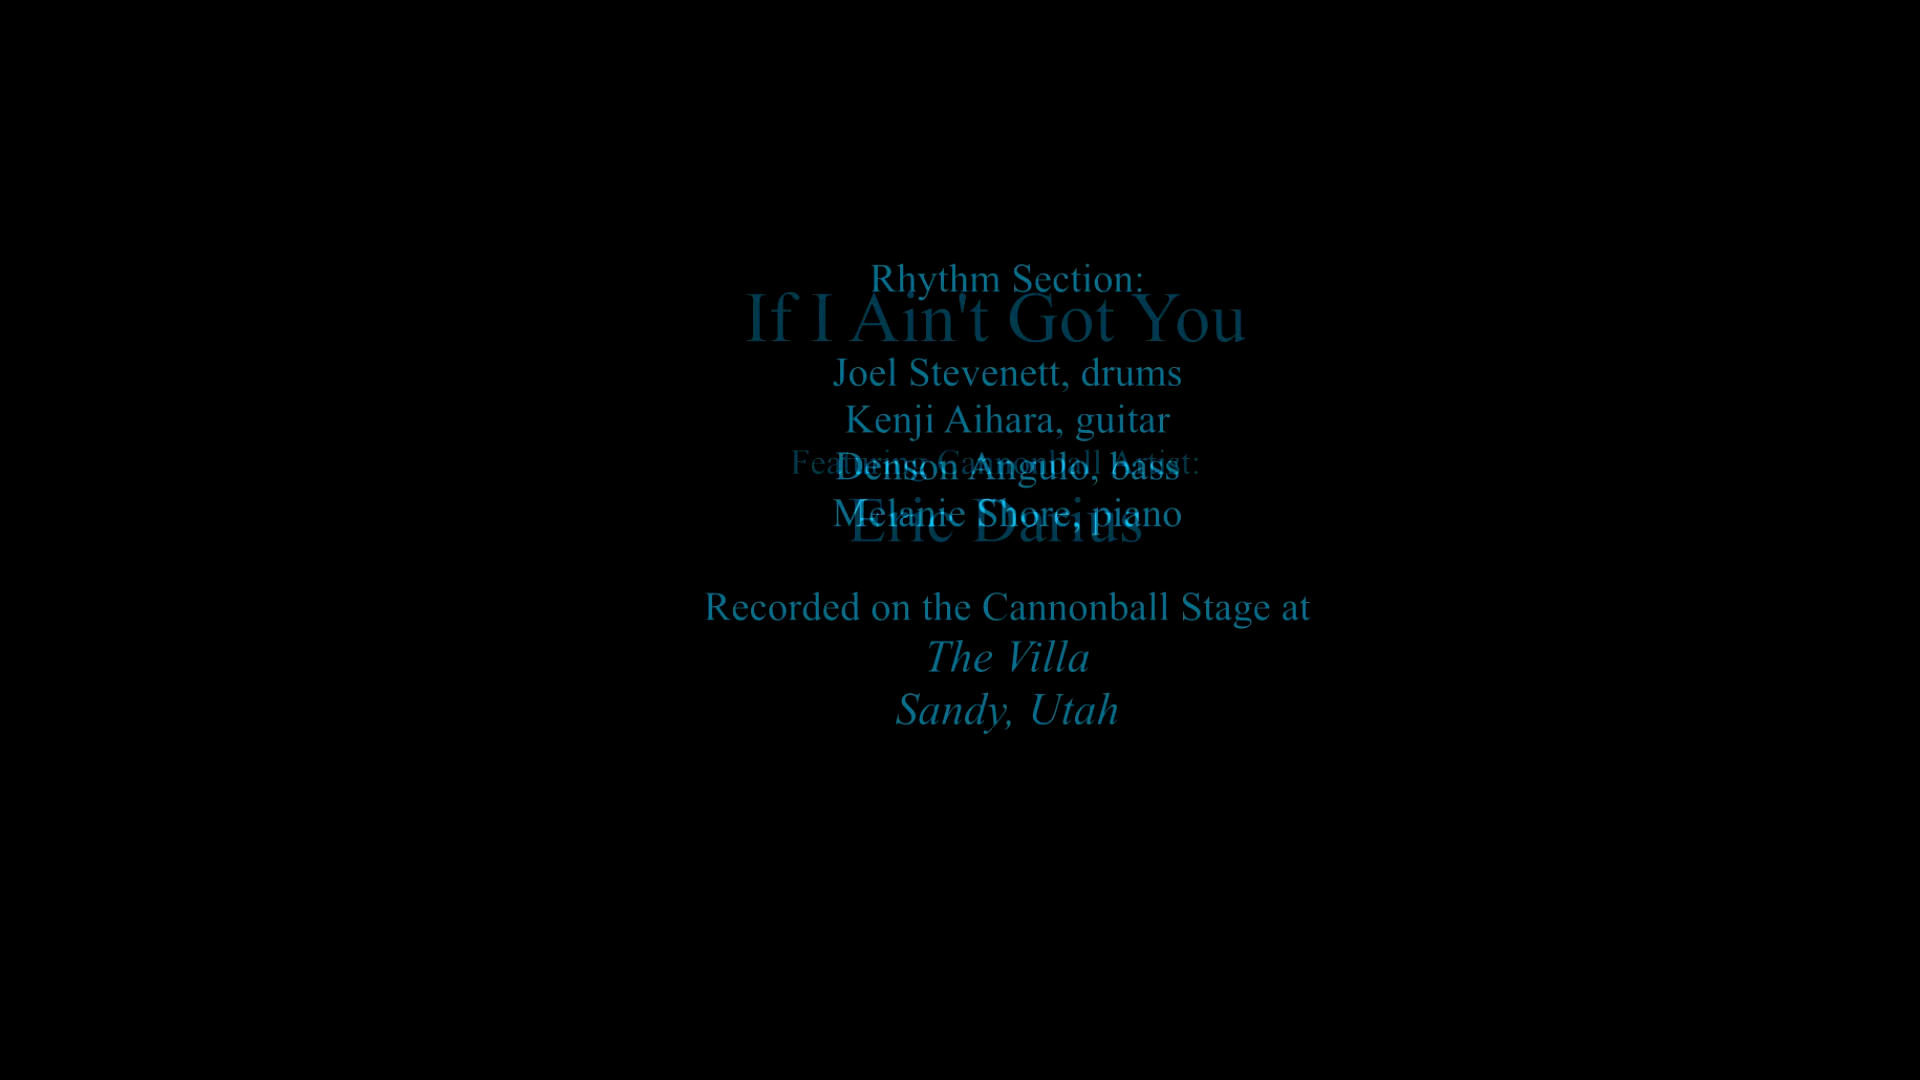 Rhythm Section:
If I Ain't Got You
Joel Stevenett, drums
Kenji Aihara, guitar
Featuring Cannonball Artist:
Denson Angulo, bass
Melanie Shore, piano
Eric Darius
Recorded on the Cannonball Stage at
The Villa
Sandy, Utah